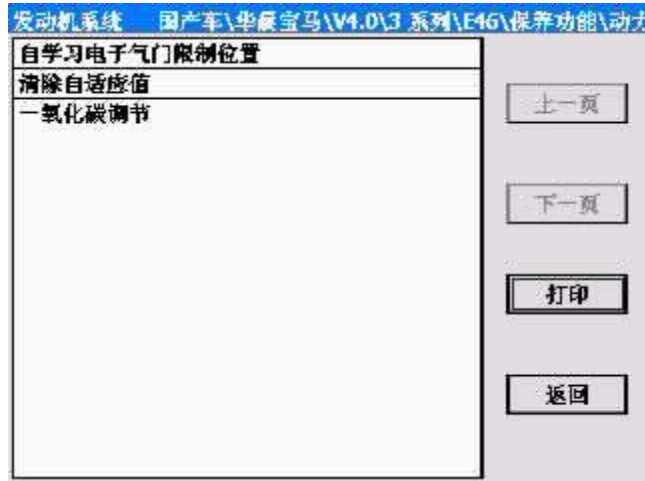 发动机系统 国产车\华晨宝马\V4.0\3 系列\E46\保养功能\动
自学习电子气门限制位置
清除自适应值
一氧化碳调节
上一页
下一页
打印
返回